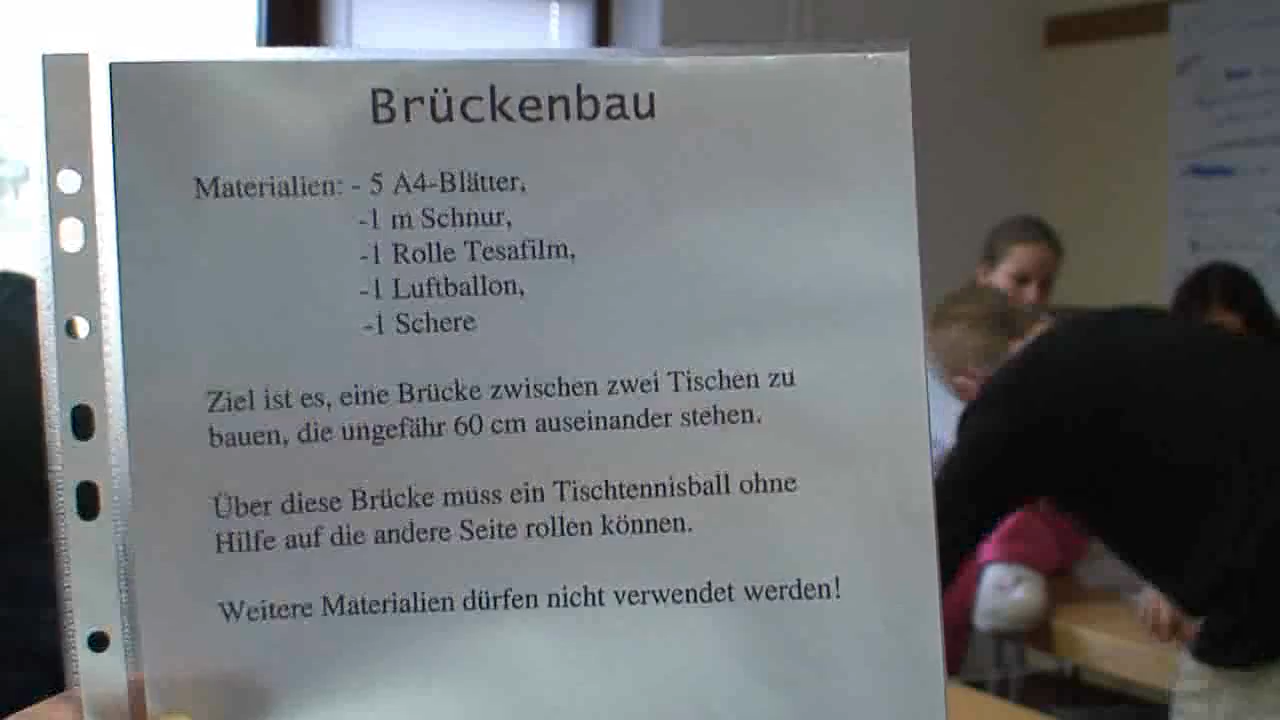 Brückenbau
Materialien: - 5 A4-Blätter,
-1 m Schnur,
-1 Rolle Tesafilm,
-1 Luftballon,
-1 Schere
Ziel ist es, eine Brücke zwischen zwei Tischen zu
bauen, die ungefähr 60 cm auseinander stehen.
Über diese Brücke muss ein Tischtennisball ohne
Hilfe auf die andere Seite rollen können.
Weitere Materialien dürfen nicht verwendet werden!